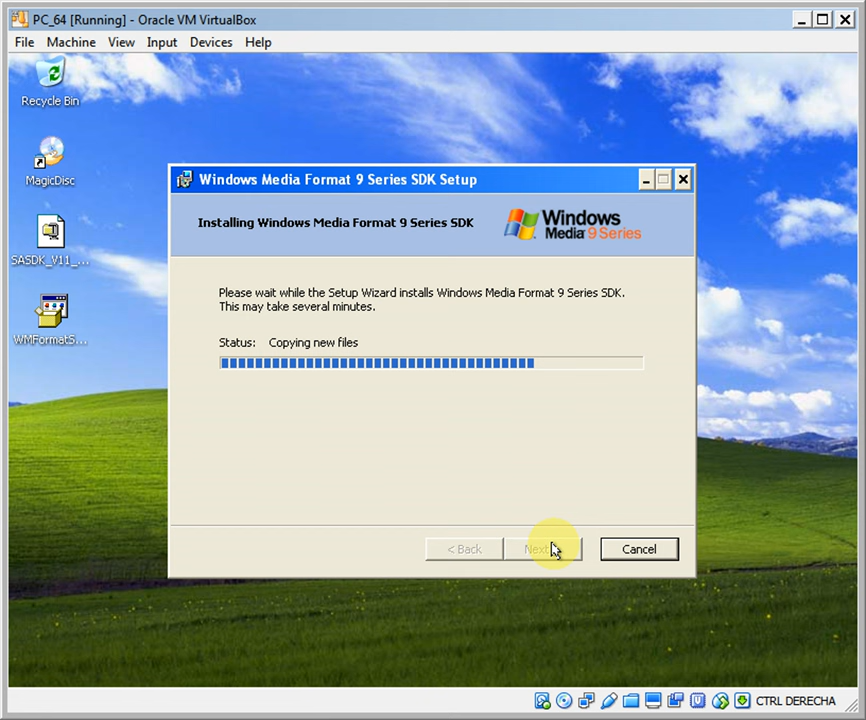 PC_64 [Running] - Oracle VM VirtualBox
File Machine View Input Devices Help
Recycle Bin
MagicDisc
SASDK_V11_...
WMFormatS...
Windows Media Format 9 Series SDK Setup
Installing Windows Media Format 9 Series SDK
Windows
Media 9 Series
Please wait while the Setup Wizard installs Windows Media Format 9 Series SDK.
This may take several minutes.
Status: Copying new files
< Back Next Cancel
CTRL DERECHA